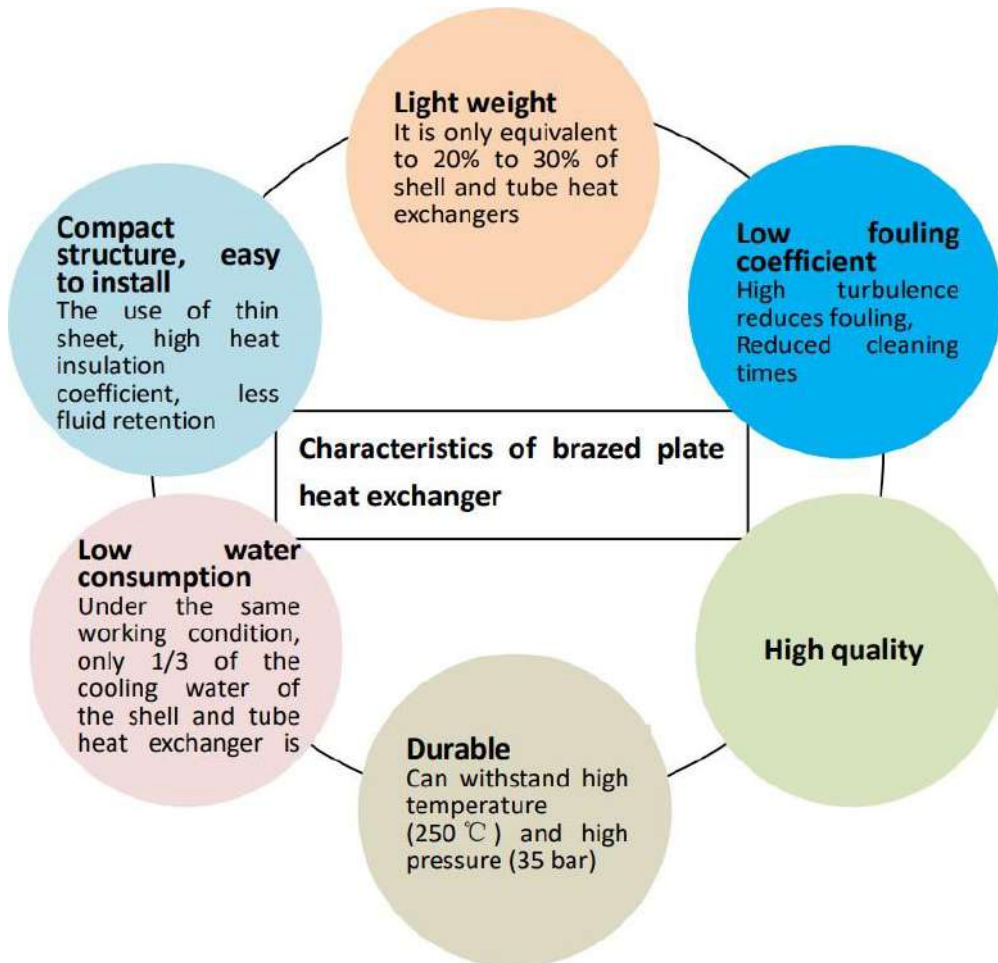 Light weight
It is only equivalent
to 20% to 30% of
shell and tube heat
exchangers
Low fouling
coefficient
High turbulence
reduces fouling,
Reduced cleaning
times
High quality
Durable
Can withstand high
temperature
(250 ℃) and high
pressure (35 bar)
Low water
consumption
Under the same
working condition,
only 1/3 of the
cooling water of
the shell and tube
heat exchanger is
Compact
structure, easy
to install
The use of thin
sheet, high heat
insulation
coefficient, less
fluid retention
Characteristics of brazed plate
heat exchanger